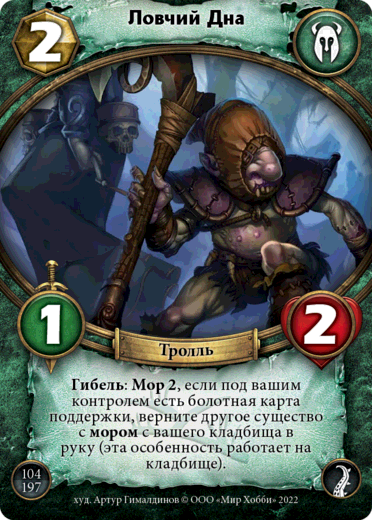 Ловчий Дна
2
1
2
Тролль
Гибель: Мор 2, если под вашим
контролем есть болотная карта
поддержки, верните другое существо
с мором с вашего кладбища в
руку (эта особенность работает на
кладбище).
104
197
худ. Артур Гималдинов © ООО «Мир Хобби» 2022